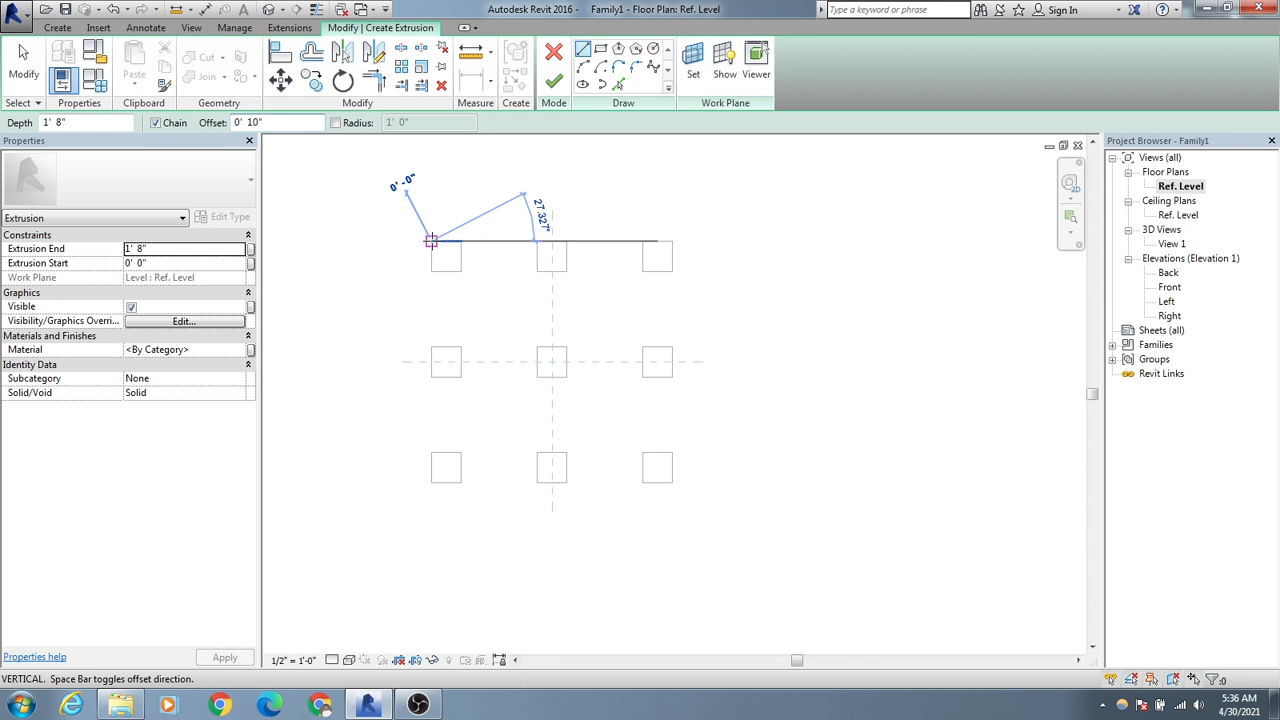 Autodesk Revit 2016 - Family1 - Floor Plan: Ref. Level
Type a keyword or phrase
Sign In
Create
Insert
Annotate
View
Manage
Extensions
Modify | Create Extrusion
Modify
Paste
Cut
Join
Select
Properties
Clipboard
Geometry
Modify
Measure
Create
Mode
Draw
Set
Show
Viewer
Work Plane
Depth 1' 8"
Chain
Offset: 0' 10"
Radius: 1' 0"
Properties
Extrusion
Edit Type
Constraints
Extrusion End 1' 8"
Extrusion Start 0' 0"
Work Plane Level : Ref. Level
Graphics
Visible
Visibility/Graphics Overri... Edit...
Materials and Finishes
Material <By Category>
Identity Data
Subcategory None
Solid/Void Solid
Properties help
Apply
0' -0"
27.327°
2D
1/2" = 1'-0"
Project Browser - Family1
Views (all)
Floor Plans
Ref. Level
Ceiling Plans
Ref. Level
3D Views
View 1
Elevations (Elevation 1)
Back
Front
Left
Right
Sheets (all)
Families
Groups
Revit Links
VERTICAL. Space Bar toggles offset direction.
:0
5:36 AM
4/30/2021